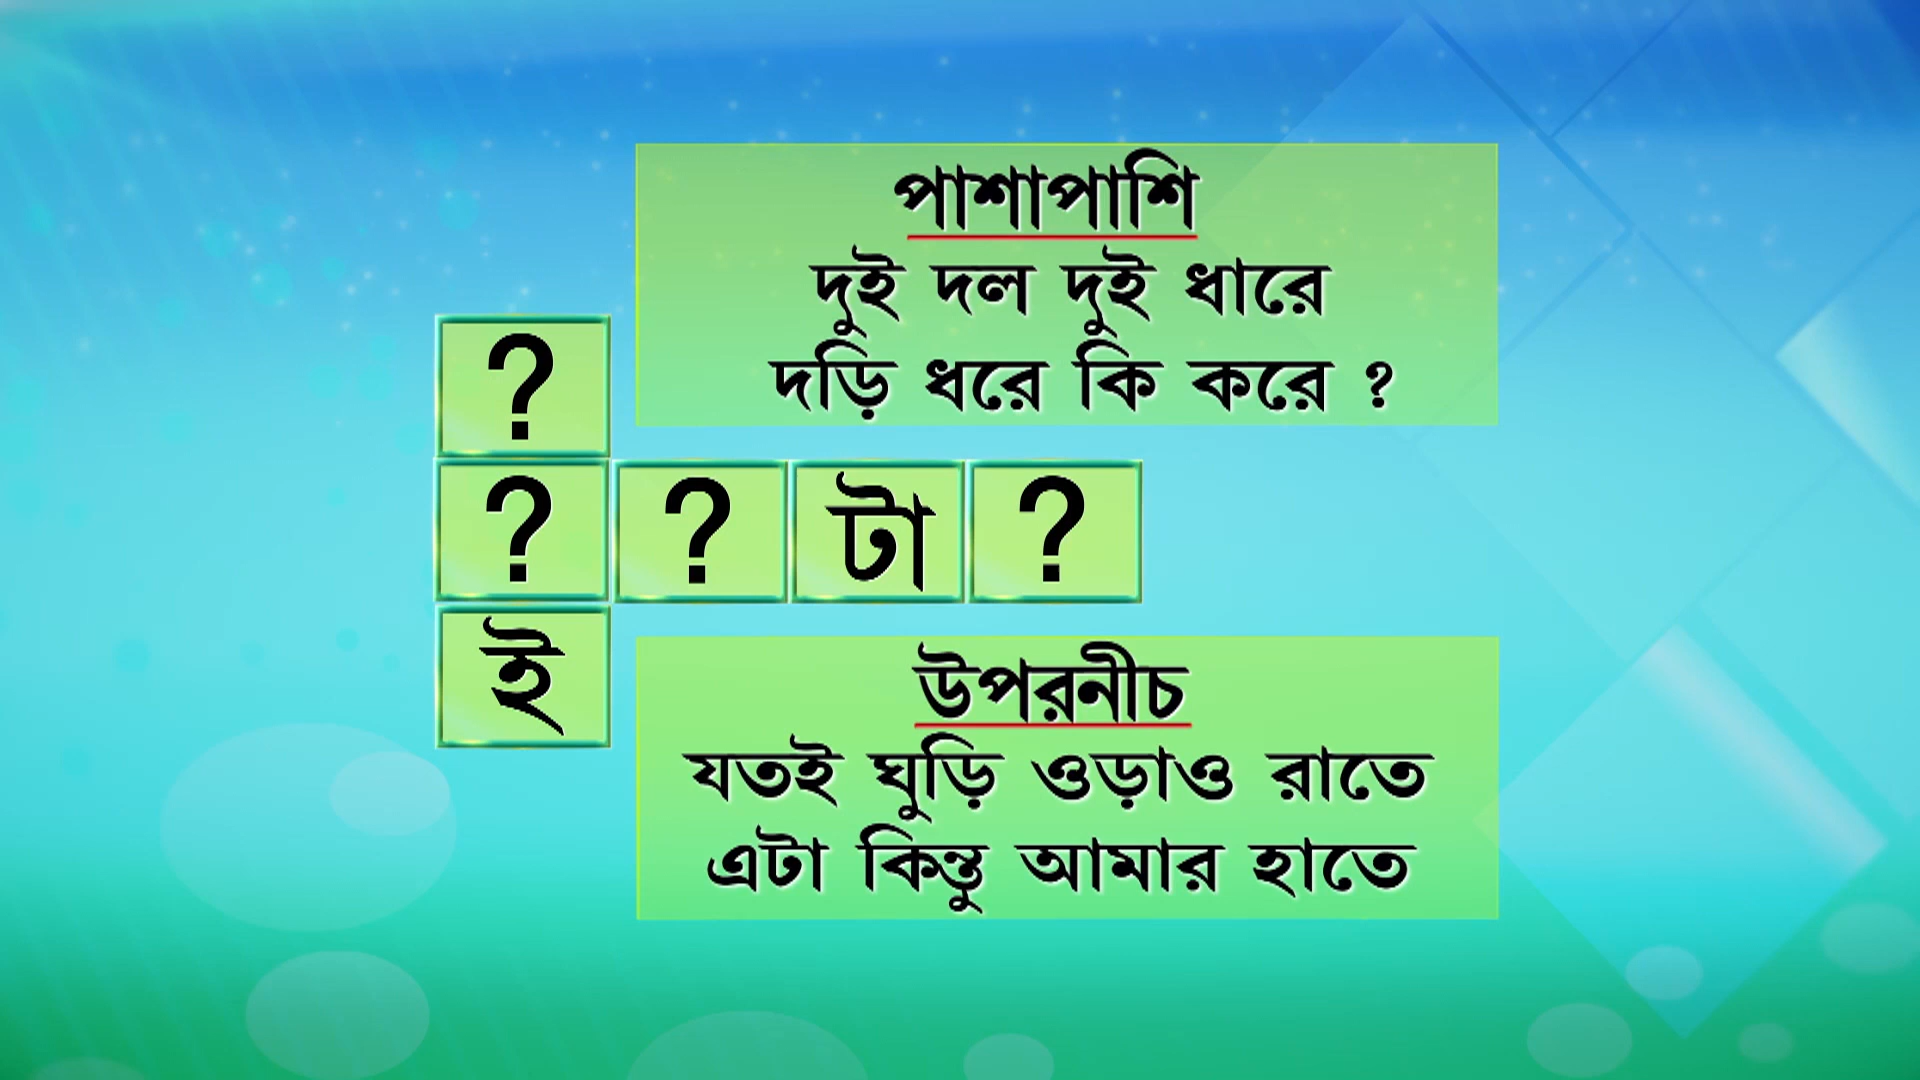 পাশাপাশি
দুই দল দুই ধারে
দড়ি ধরে কি করে ?
?
? ? টা ?
ই
উপরনীচ
যতই ঘুড়ি ওড়াও রাতে
এটা কিন্তু আমার হাতে